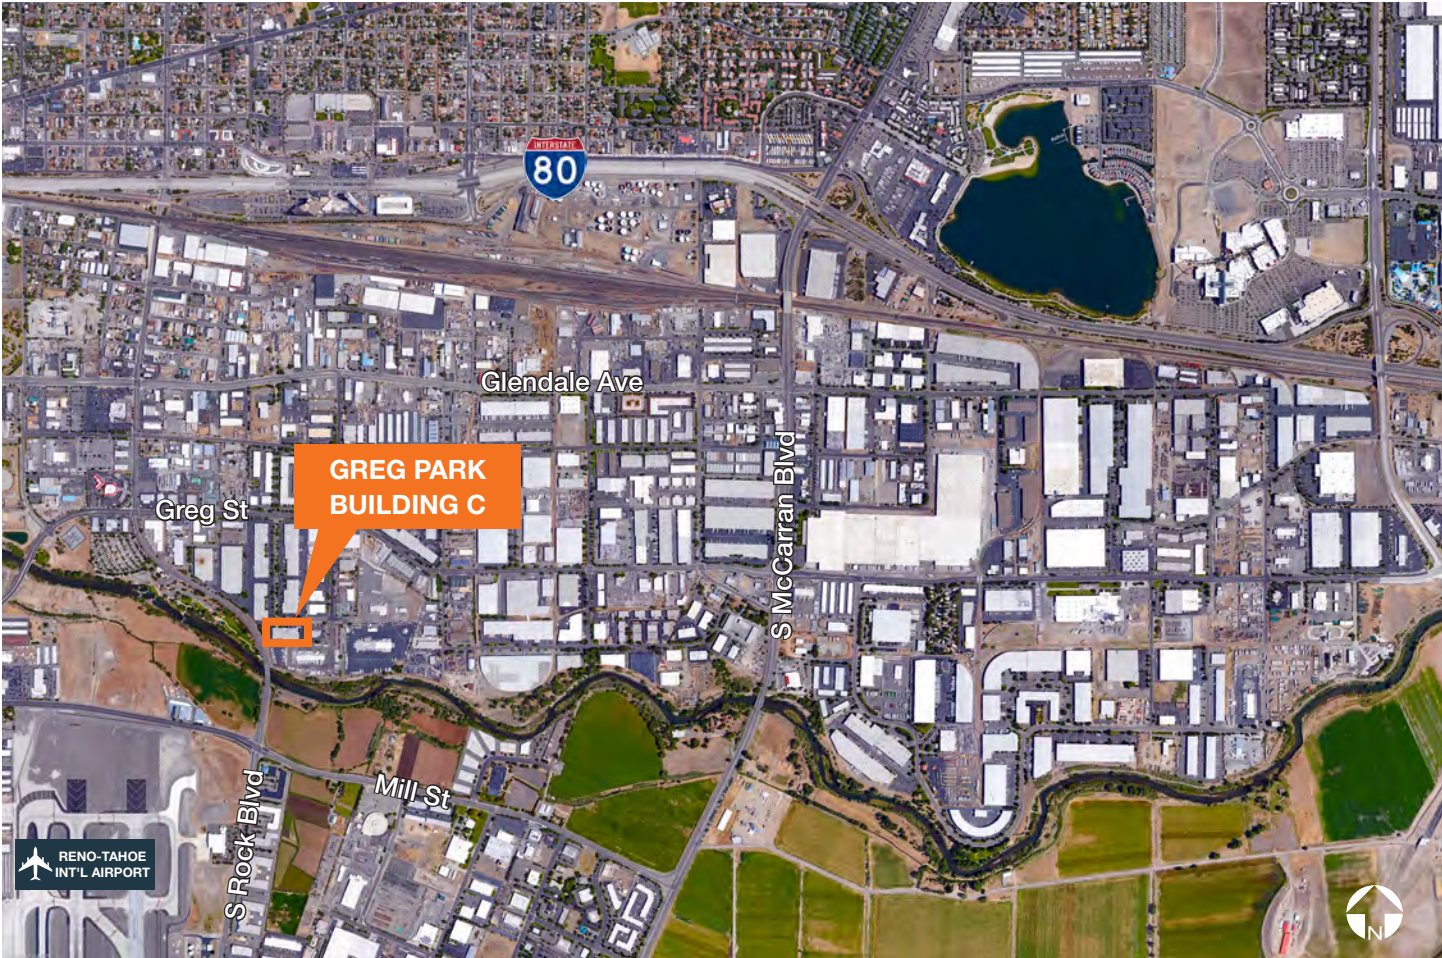 INTERSTATE
80
Glendale Ave
GREG PARK
BUILDING C
Greg St
S McCarran Blvd
Mill St
S Rock Blvd
RENO-TAHOE
INT'L AIRPORT
N